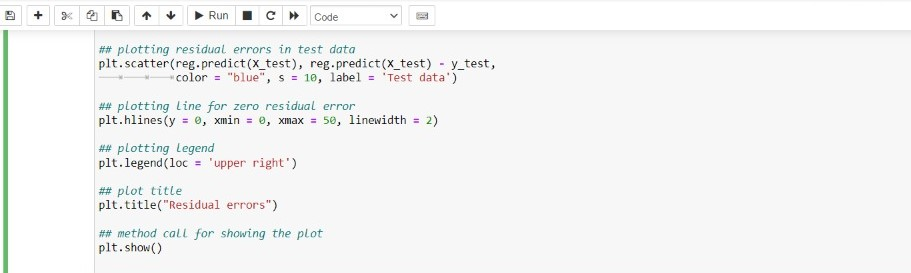 Run
Code
## plotting residual errors in test data
plt.scatter(reg.predict(X_test), reg.predict(X_test) - y_test,
color = "blue", s = 10, label = 'Test data')
## plotting line for zero residual error
plt.hlines(y = 0, xmin = 0, xmax = 50, linewidth = 2)
## plotting legend
plt.legend(loc = 'upper right')
## plot title
plt.title("Residual errors")
## method call for showing the plot
plt.show()